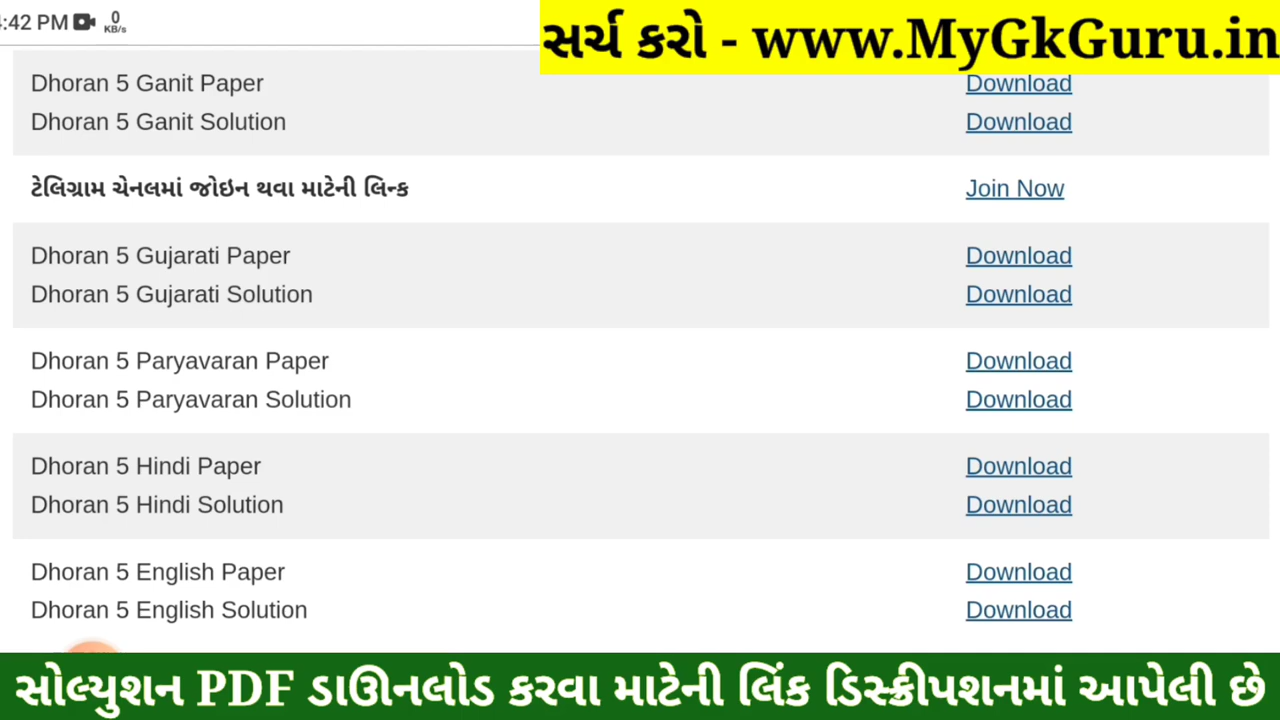 :42 PM 0 KB/s
સર્ચ કરો - www.MyGkGuru.in
Dhoran 5 Ganit Paper Download
Dhoran 5 Ganit Solution Download
ટેલિગ્રામ ચેનલમાં જોઇન થવા માટેની લિન્ક Join Now
Dhoran 5 Gujarati Paper Download
Dhoran 5 Gujarati Solution Download
Dhoran 5 Paryavaran Paper Download
Dhoran 5 Paryavaran Solution Download
Dhoran 5 Hindi Paper Download
Dhoran 5 Hindi Solution Download
Dhoran 5 English Paper Download
Dhoran 5 English Solution Download
સોલ્યુશન PDF ડાઊનલોડ કરવા માટેની લિંક ડિસ્ક્રીપશનમાં આપેલી છે